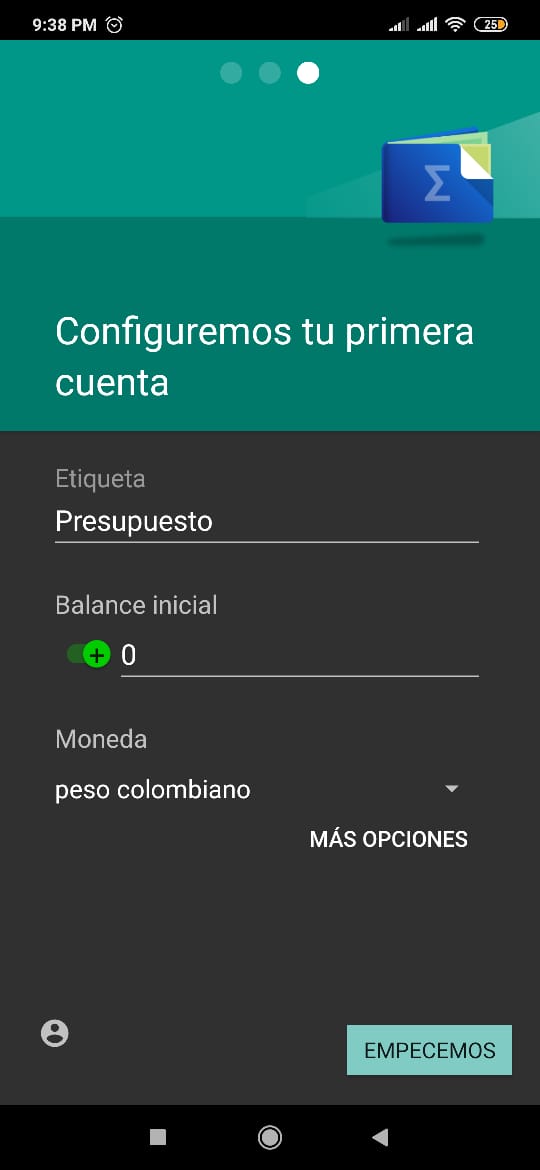 9:38 PM
25
Σ
Configuremos tu primera
cuenta
Etiqueta
Presupuesto
Balance inicial
0
Moneda
peso colombiano
MÁS OPCIONES
EMPECEMOS